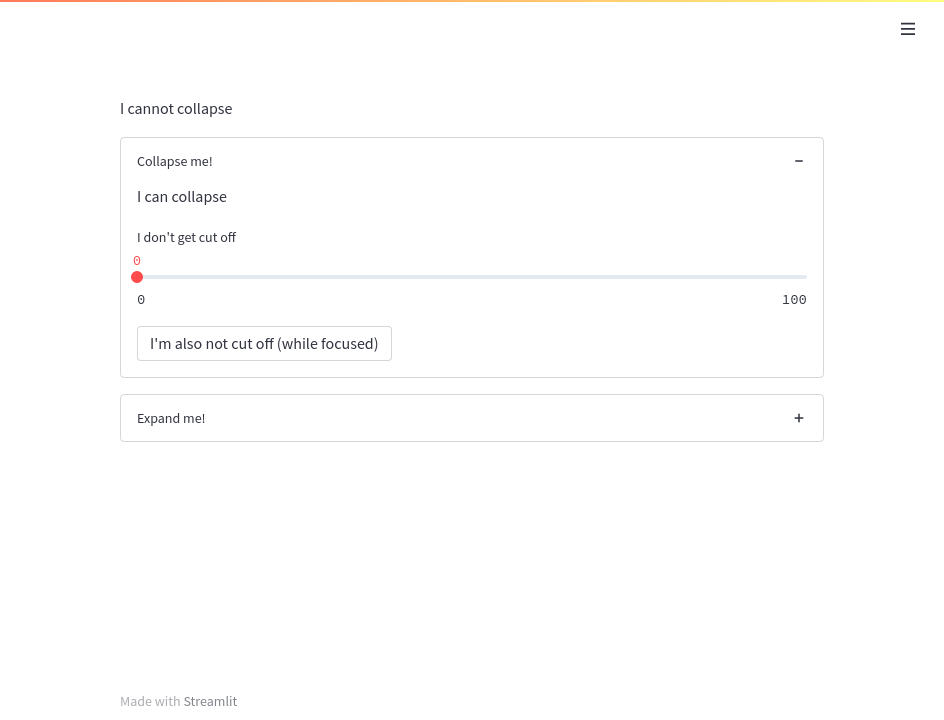 I cannot collapse
Collapse me!
I can collapse
I don't get cut off
0
0 100
I'm also not cut off (while focused)
Expand me!
Made with Streamlit